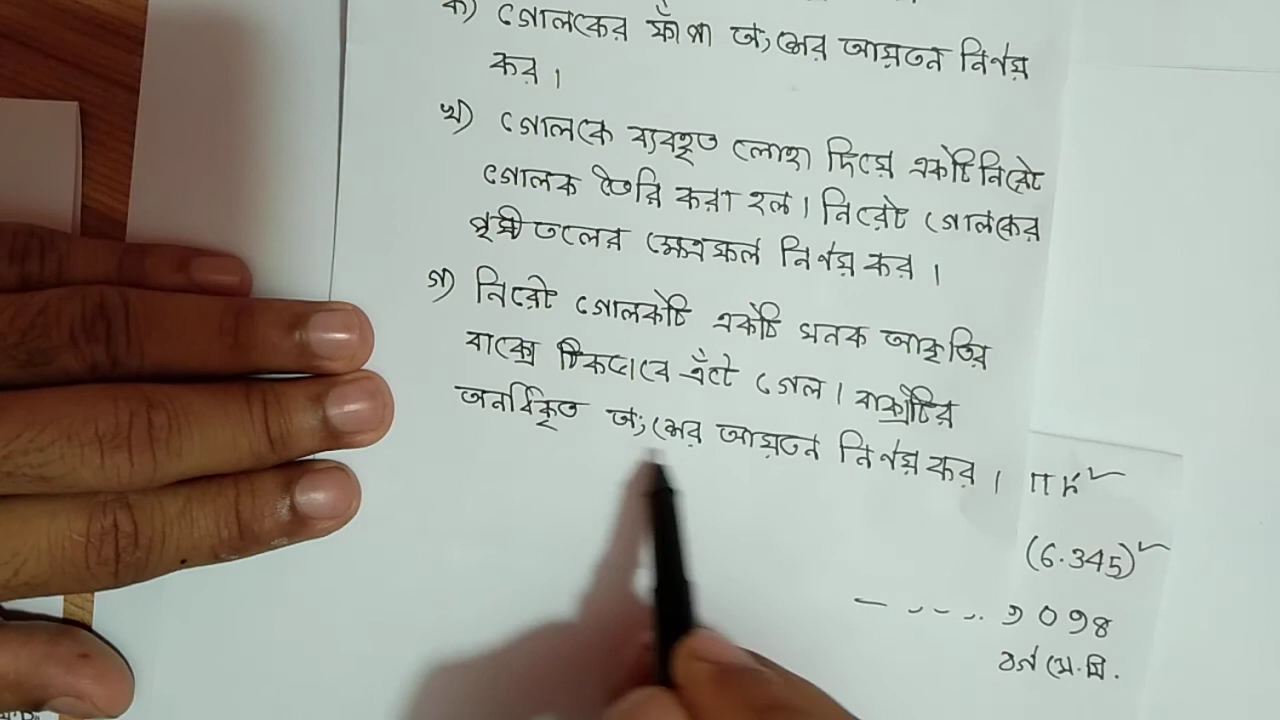 ক) গোলকের ফাঁপা অংশের আয়তন নির্ণয়
কর।
খ) গোলকে ব্যবহৃত লোহা দিয়ে একটি নিরেট
গোলক তৈরি করা হল। নিরেট গোলকের
পৃষ্ঠতলের ক্ষেত্রফল নির্ণয় কর।
গ) নিরেট গোলকটি একটি ঘনক আকৃতির
বাক্সে ঠিকভাবে এঁটে গেল। বাক্সটির
অনধিকৃত অংশের আয়তন নির্ণয় কর।
(6.345)²
৭০৭৪
বর্গ সে.মি.